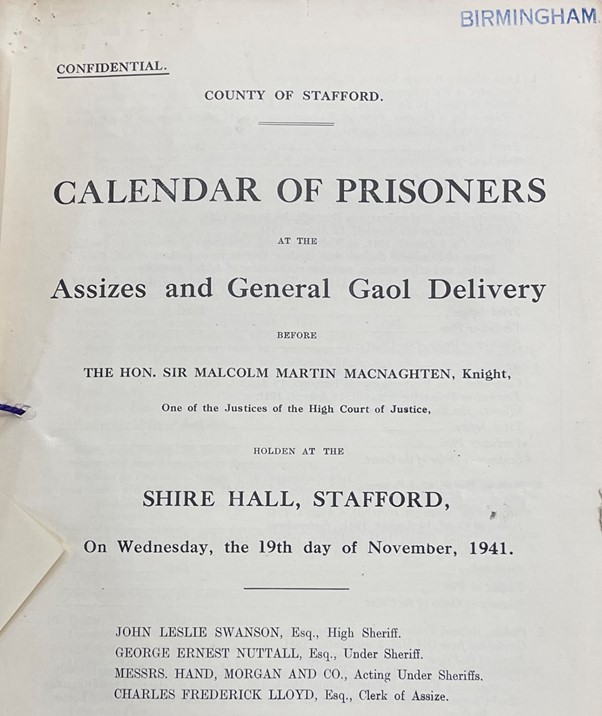 BIRMINGHAM.
CONFIDENTIAL.
COUNTY OF STAFFORD.
CALENDAR OF PRISONERS
AT THE
Assizes and General Gaol Delivery
BEFORE
THE HON. SIR MALCOLM MARTIN MACNAGHTEN, Knight,
One of the Justices of the High Court of Justice,
HOLDEN AT THE
SHIRE HALL, STAFFORD,
On Wednesday, the 19th day of November, 1941.
JOHN LESLIE SWANSON, Esq., High Sheriff.
GEORGE ERNEST NUTTALL, Esq., Under Sheriff.
MESSRS. HAND, MORGAN AND CO., Acting Under Sheriffs.
CHARLES FREDERICK LLOYD, Esq., Clerk of Assize.